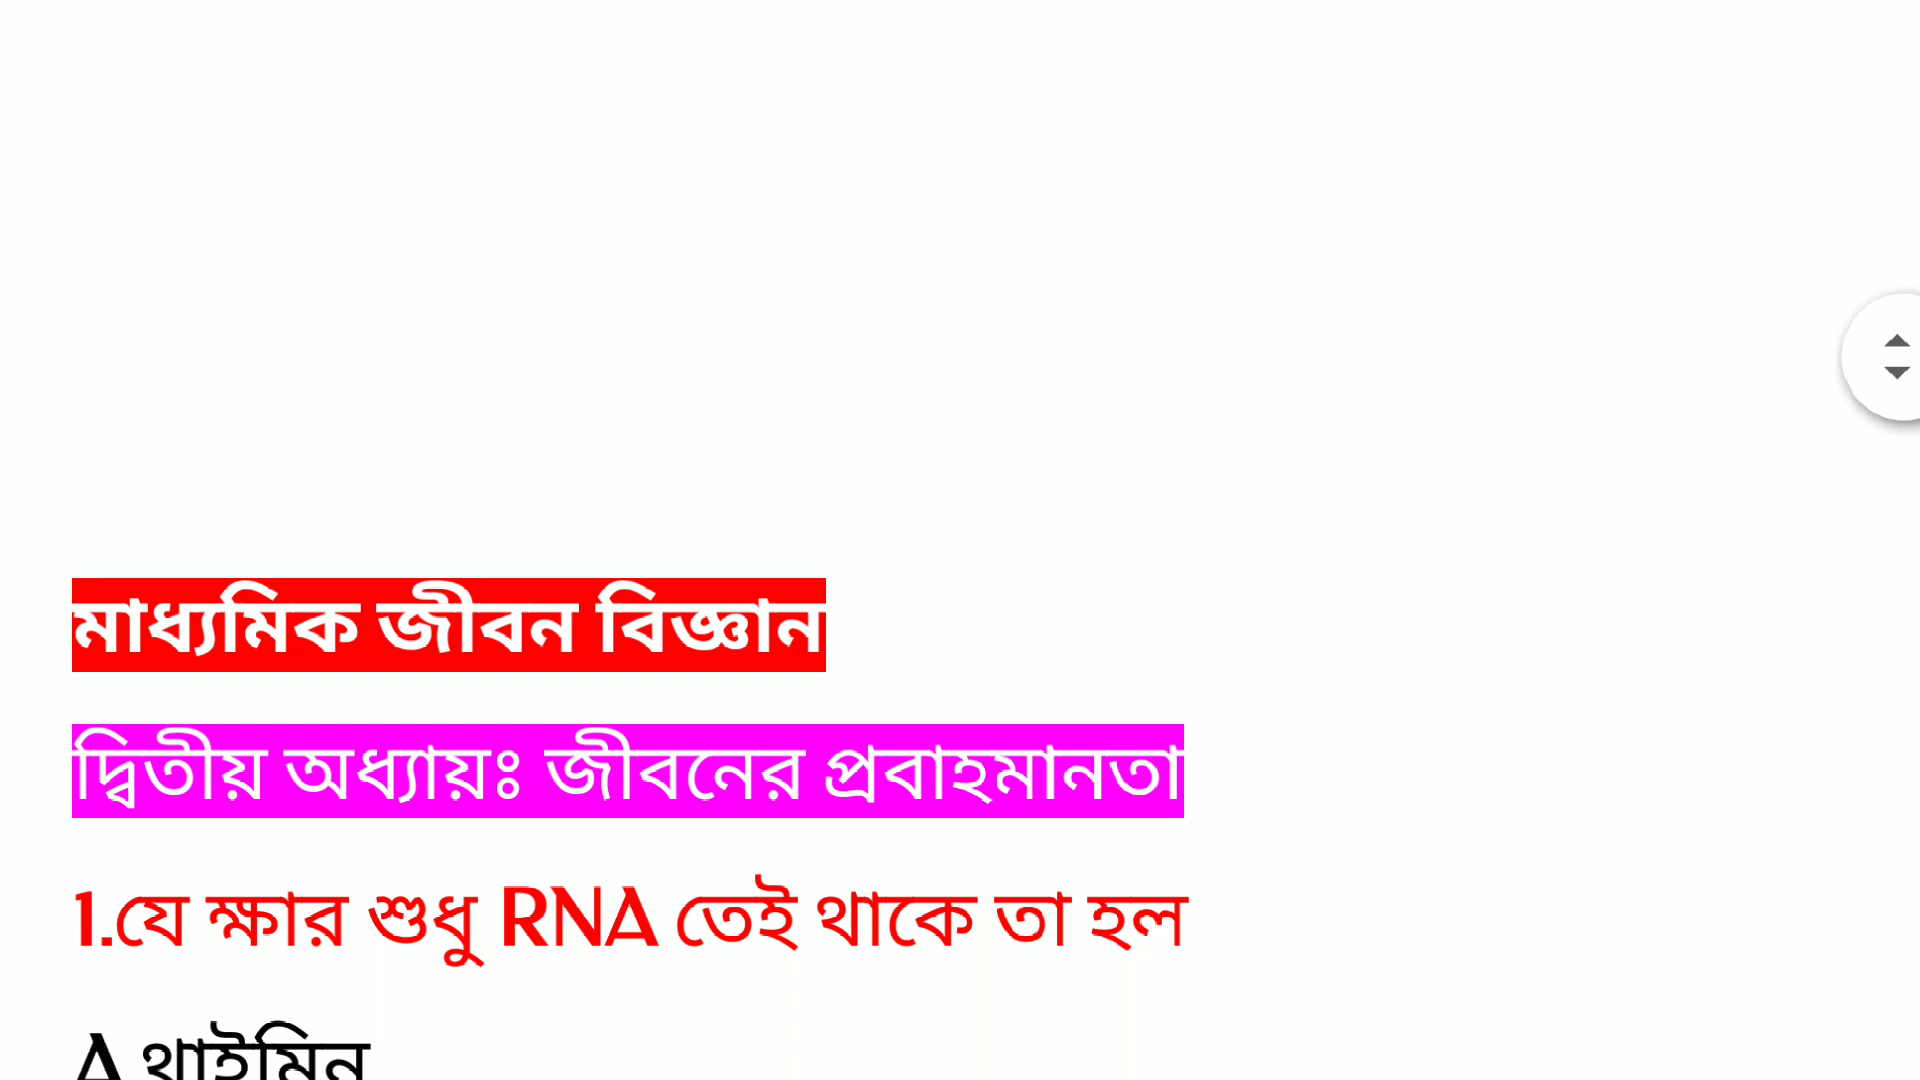 মাধ্যমিক জীবন বিজ্ঞান
দ্বিতীয় অধ্যায়ঃ জীবনের প্রবাহমানতা
1.যে ক্ষার শুধু RNA তেই থাকে তা হল
A থাইমিন